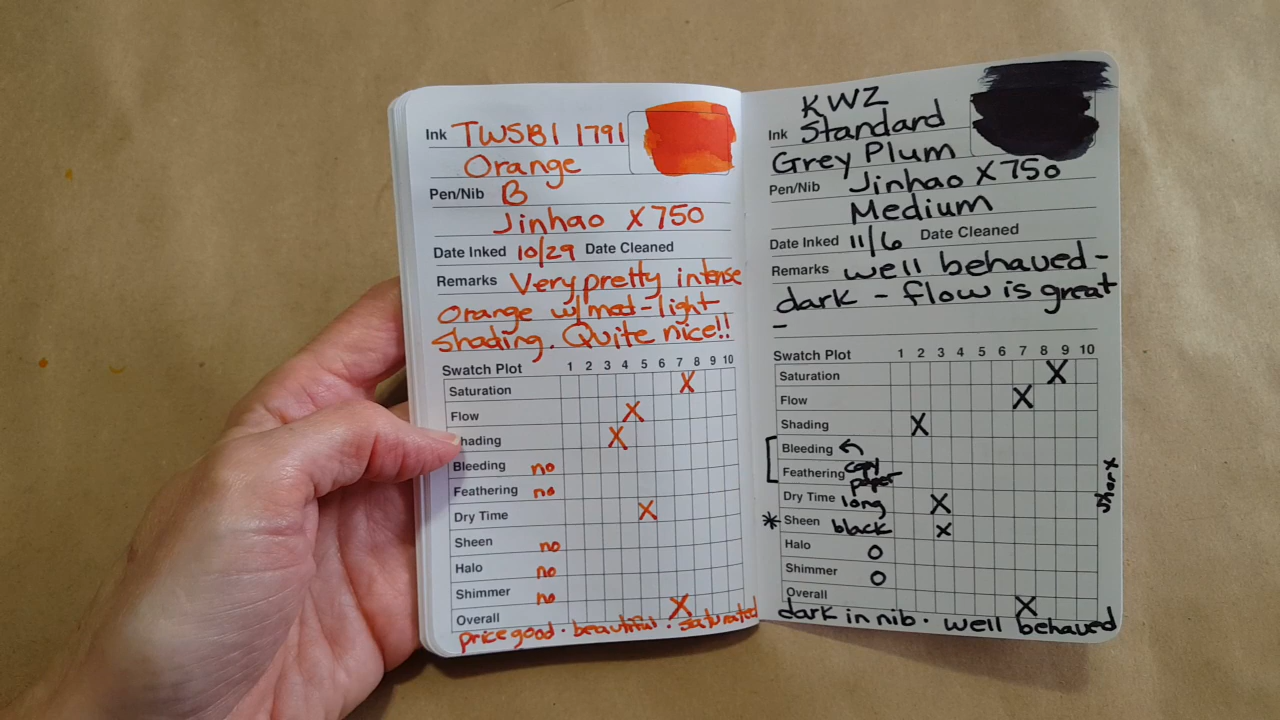 Ink TWSBI 1791
Orange
Pen/Nib B
Jinhao X750
Date Inked 10/29 Date Cleaned
Remarks Very pretty intense
Orange w/med-light
shading. Quite nice!!
Swatch Plot 1 2 3 4 5 6 7 8 9 10
Saturation X
Flow X
hading X
Bleeding no
Feathering no
Dry Time X
Sheen no
Halo no
Shimmer no
Overall X
price good · beautiful · saturated
KWZ
Ink Standard
Grey Plum
Pen/Nib Jinhao X750
Medium
Date Inked 11/6 Date Cleaned
Remarks well behaved -
dark - flow is great
-
Swatch Plot 1 2 3 4 5 6 7 8 9 10
Saturation X
Flow X
Shading X
Bleeding
Feathering copy
paper
Dry Time long X
short
* Sheen black X
Halo O
Shimmer O
Overall X
dark in nib · well behaved